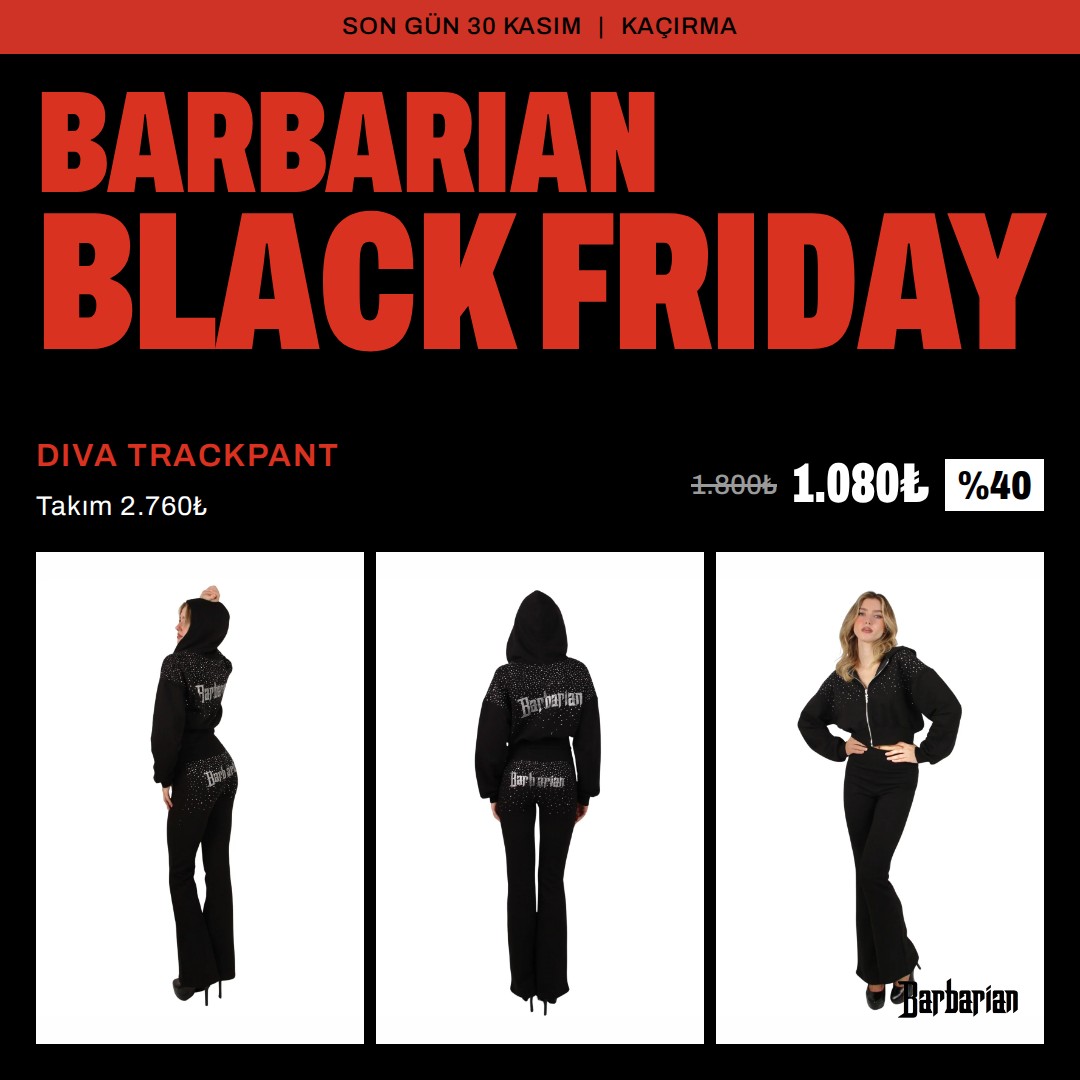 SON GÜN 30 KASIM | KAÇIRMA
BARBARIAN
BLACK FRIDAY
DIVA TRACKPANT
Takım 2.760₺
1.800₺ 1.080₺ %40
Barbarian
Barbarian
Barbarian
Barbarian